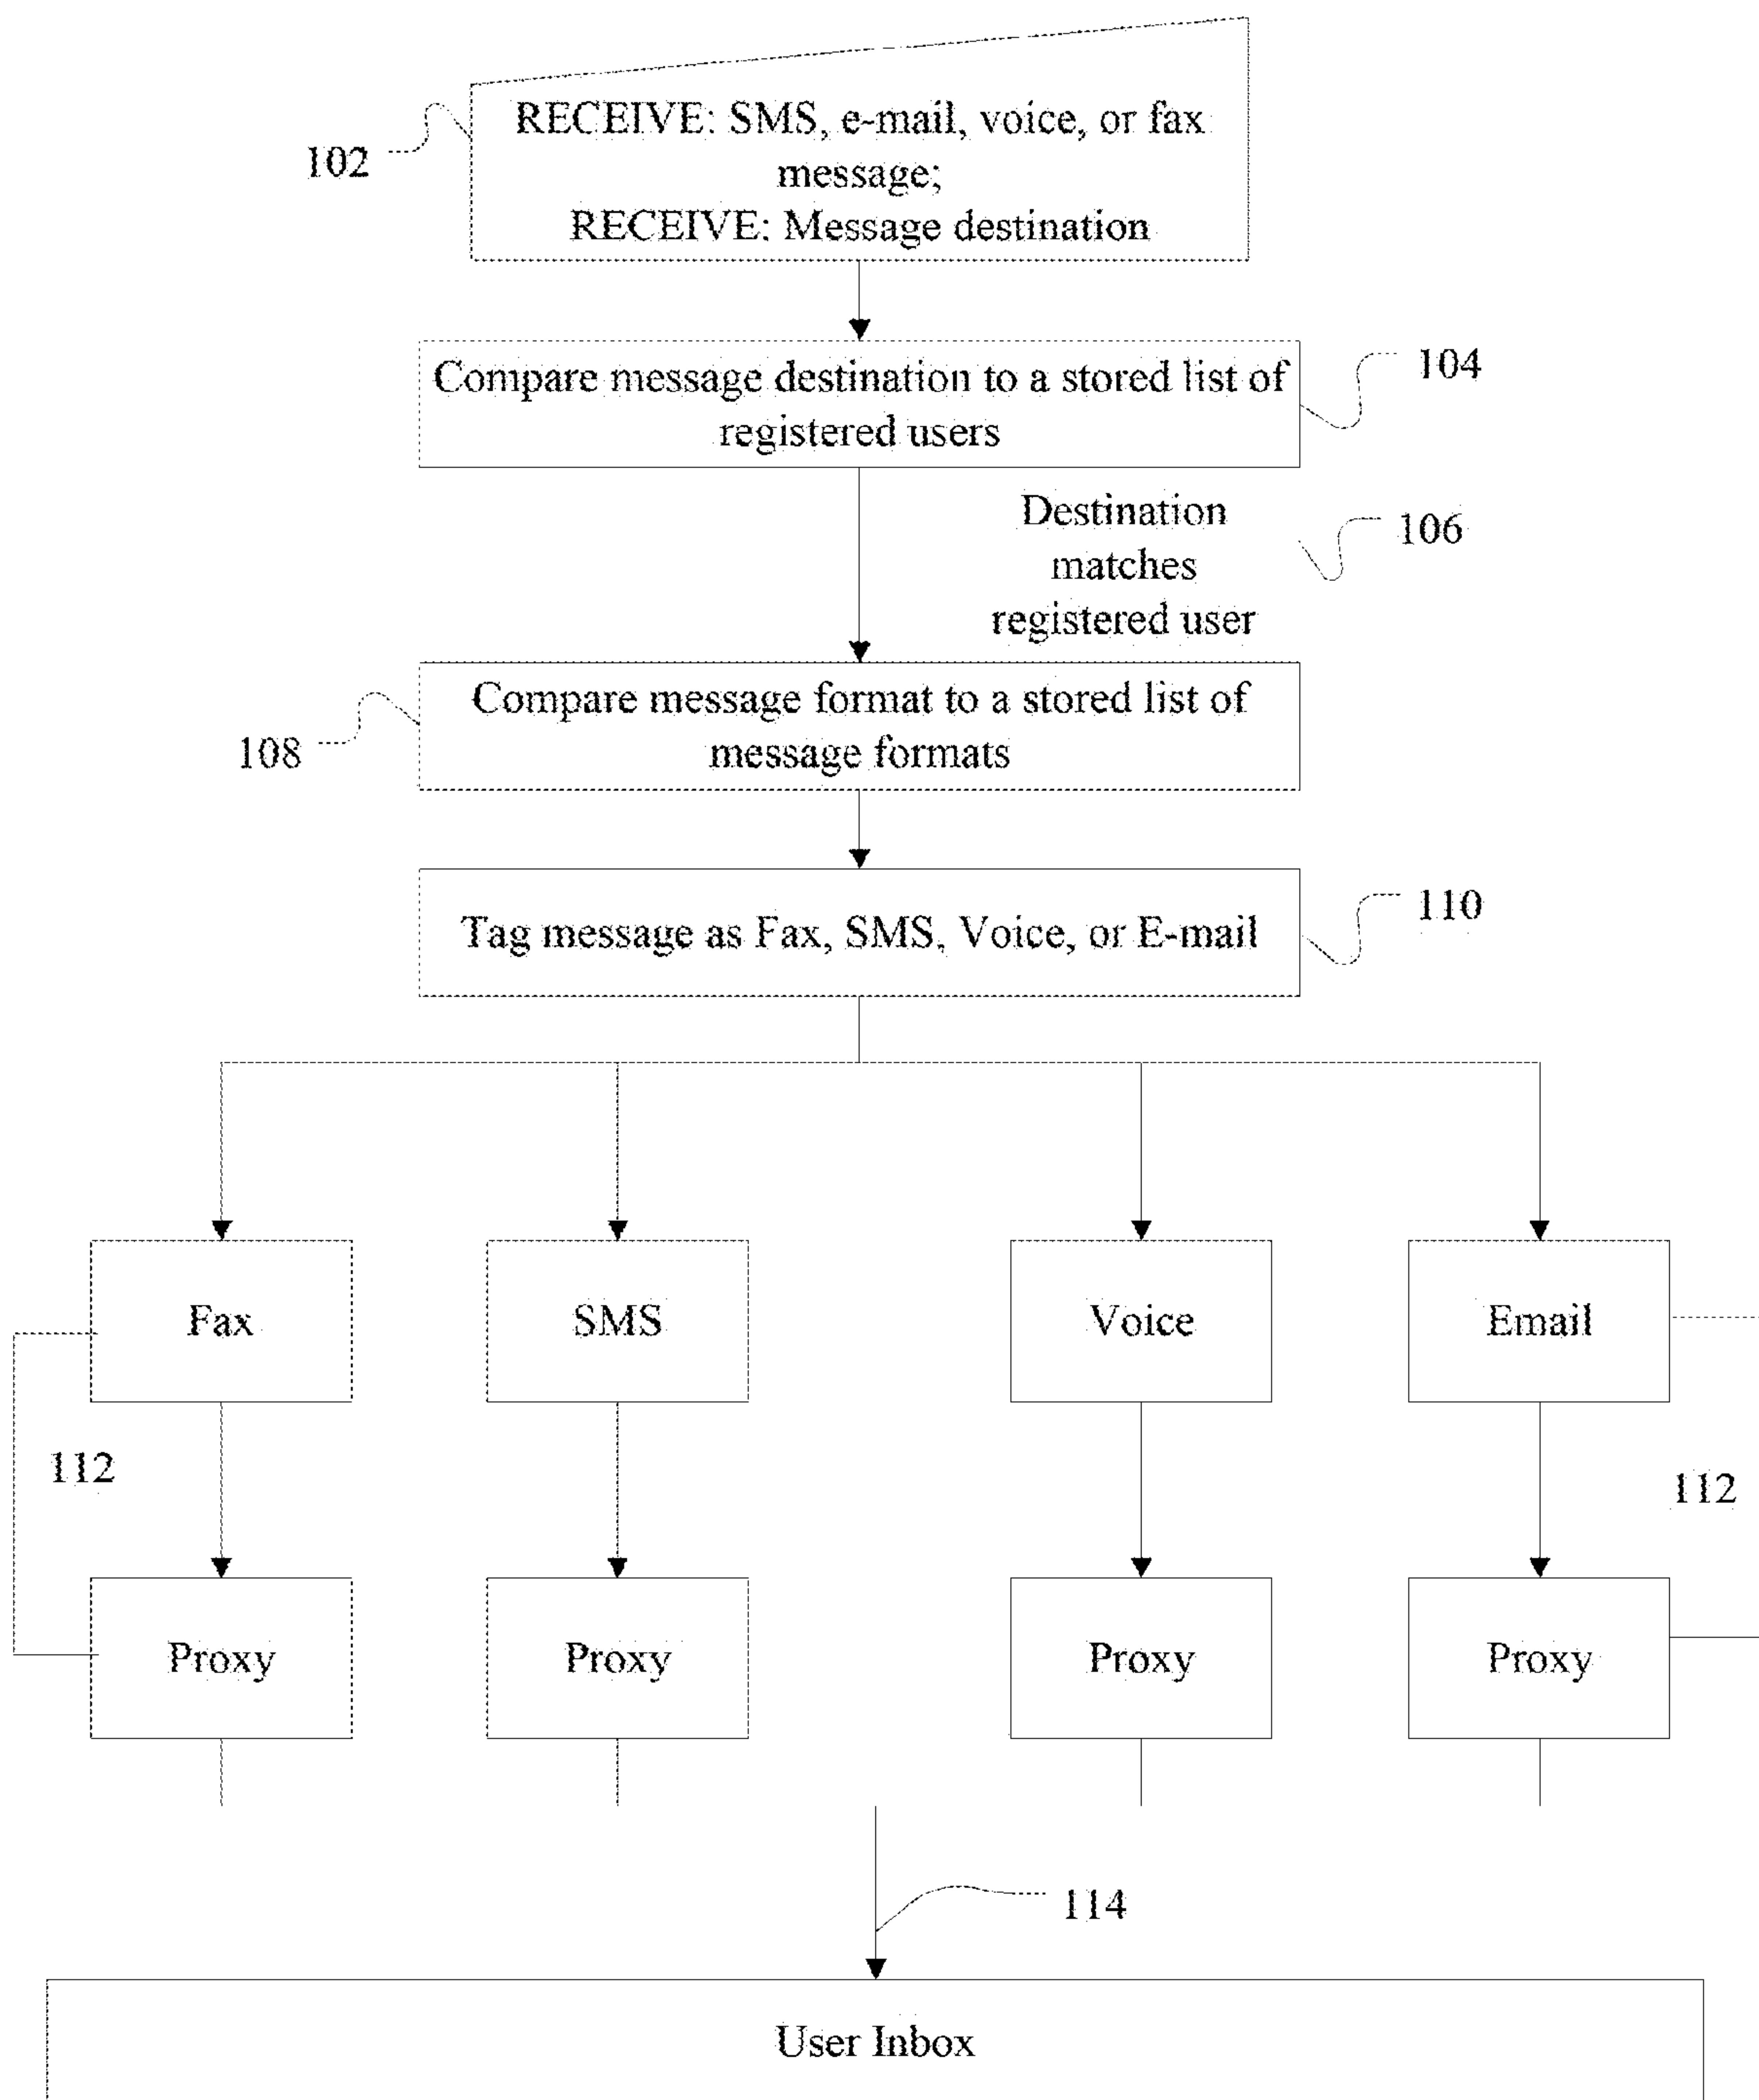 RECEIVE: SMS, e-mail, voice, or fax
message;
RECEIVE: Message destination
102
Compare message destination to a stored list of
registered users
104
Destination
matches
registered user
106
Compare message format to a stored list of
message formats
108
Tag message as Fax, SMS, Voice, or E-mail
110
Fax
SMS
Voice
Email
112
112
Proxy
Proxy
Proxy
Proxy
114
User Inbox